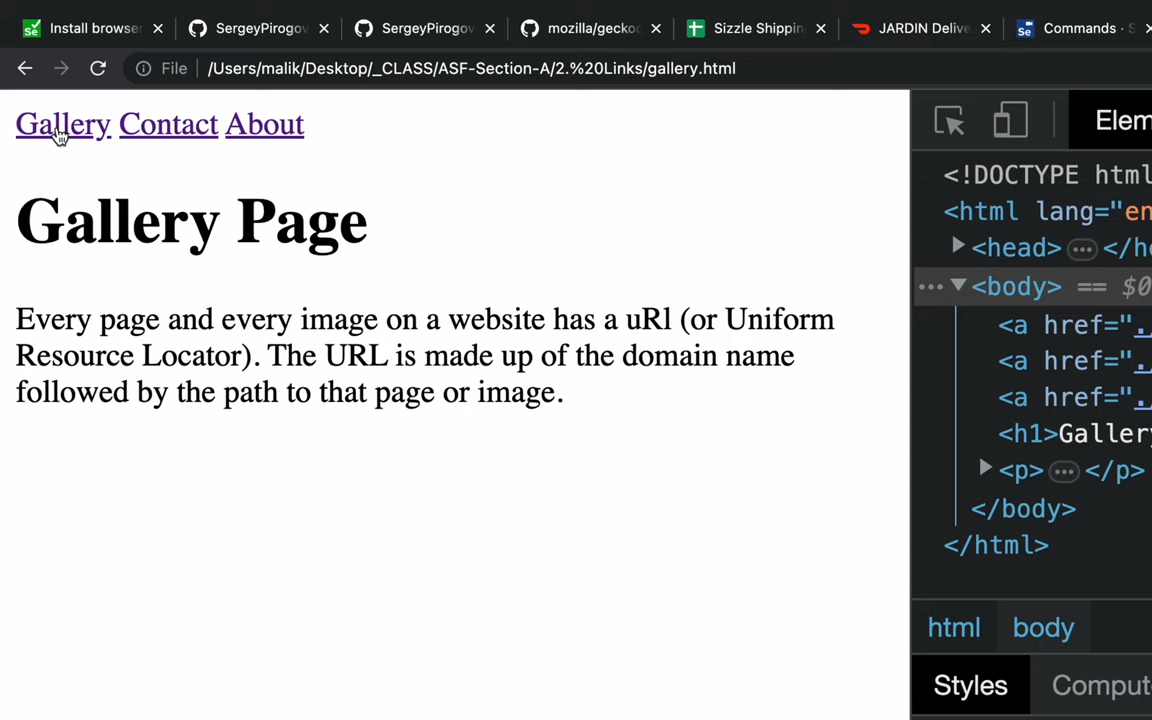 Install browser
SergeyPirogov
SergeyPirogov
mozilla/gecko
Sizzle Shippin
JARDIN Delive
Commands · S
File
/Users/malik/Desktop/_CLASS/ASF-Section-A/2.%20Links/gallery.html
Gallery Contact About
Gallery Page
Every page and every image on a website has a uRl (or Uniform
Resource Locator). The URL is made up of the domain name
followed by the path to that page or image.
Elem
<!DOCTYPE html
<html lang="en
<head> ... </he
... <body> == $0
<a href="./
<a href="./
<a href="./
<h1>Gallery
<p> ... </p>
</body>
</html>
html body
Styles Compute